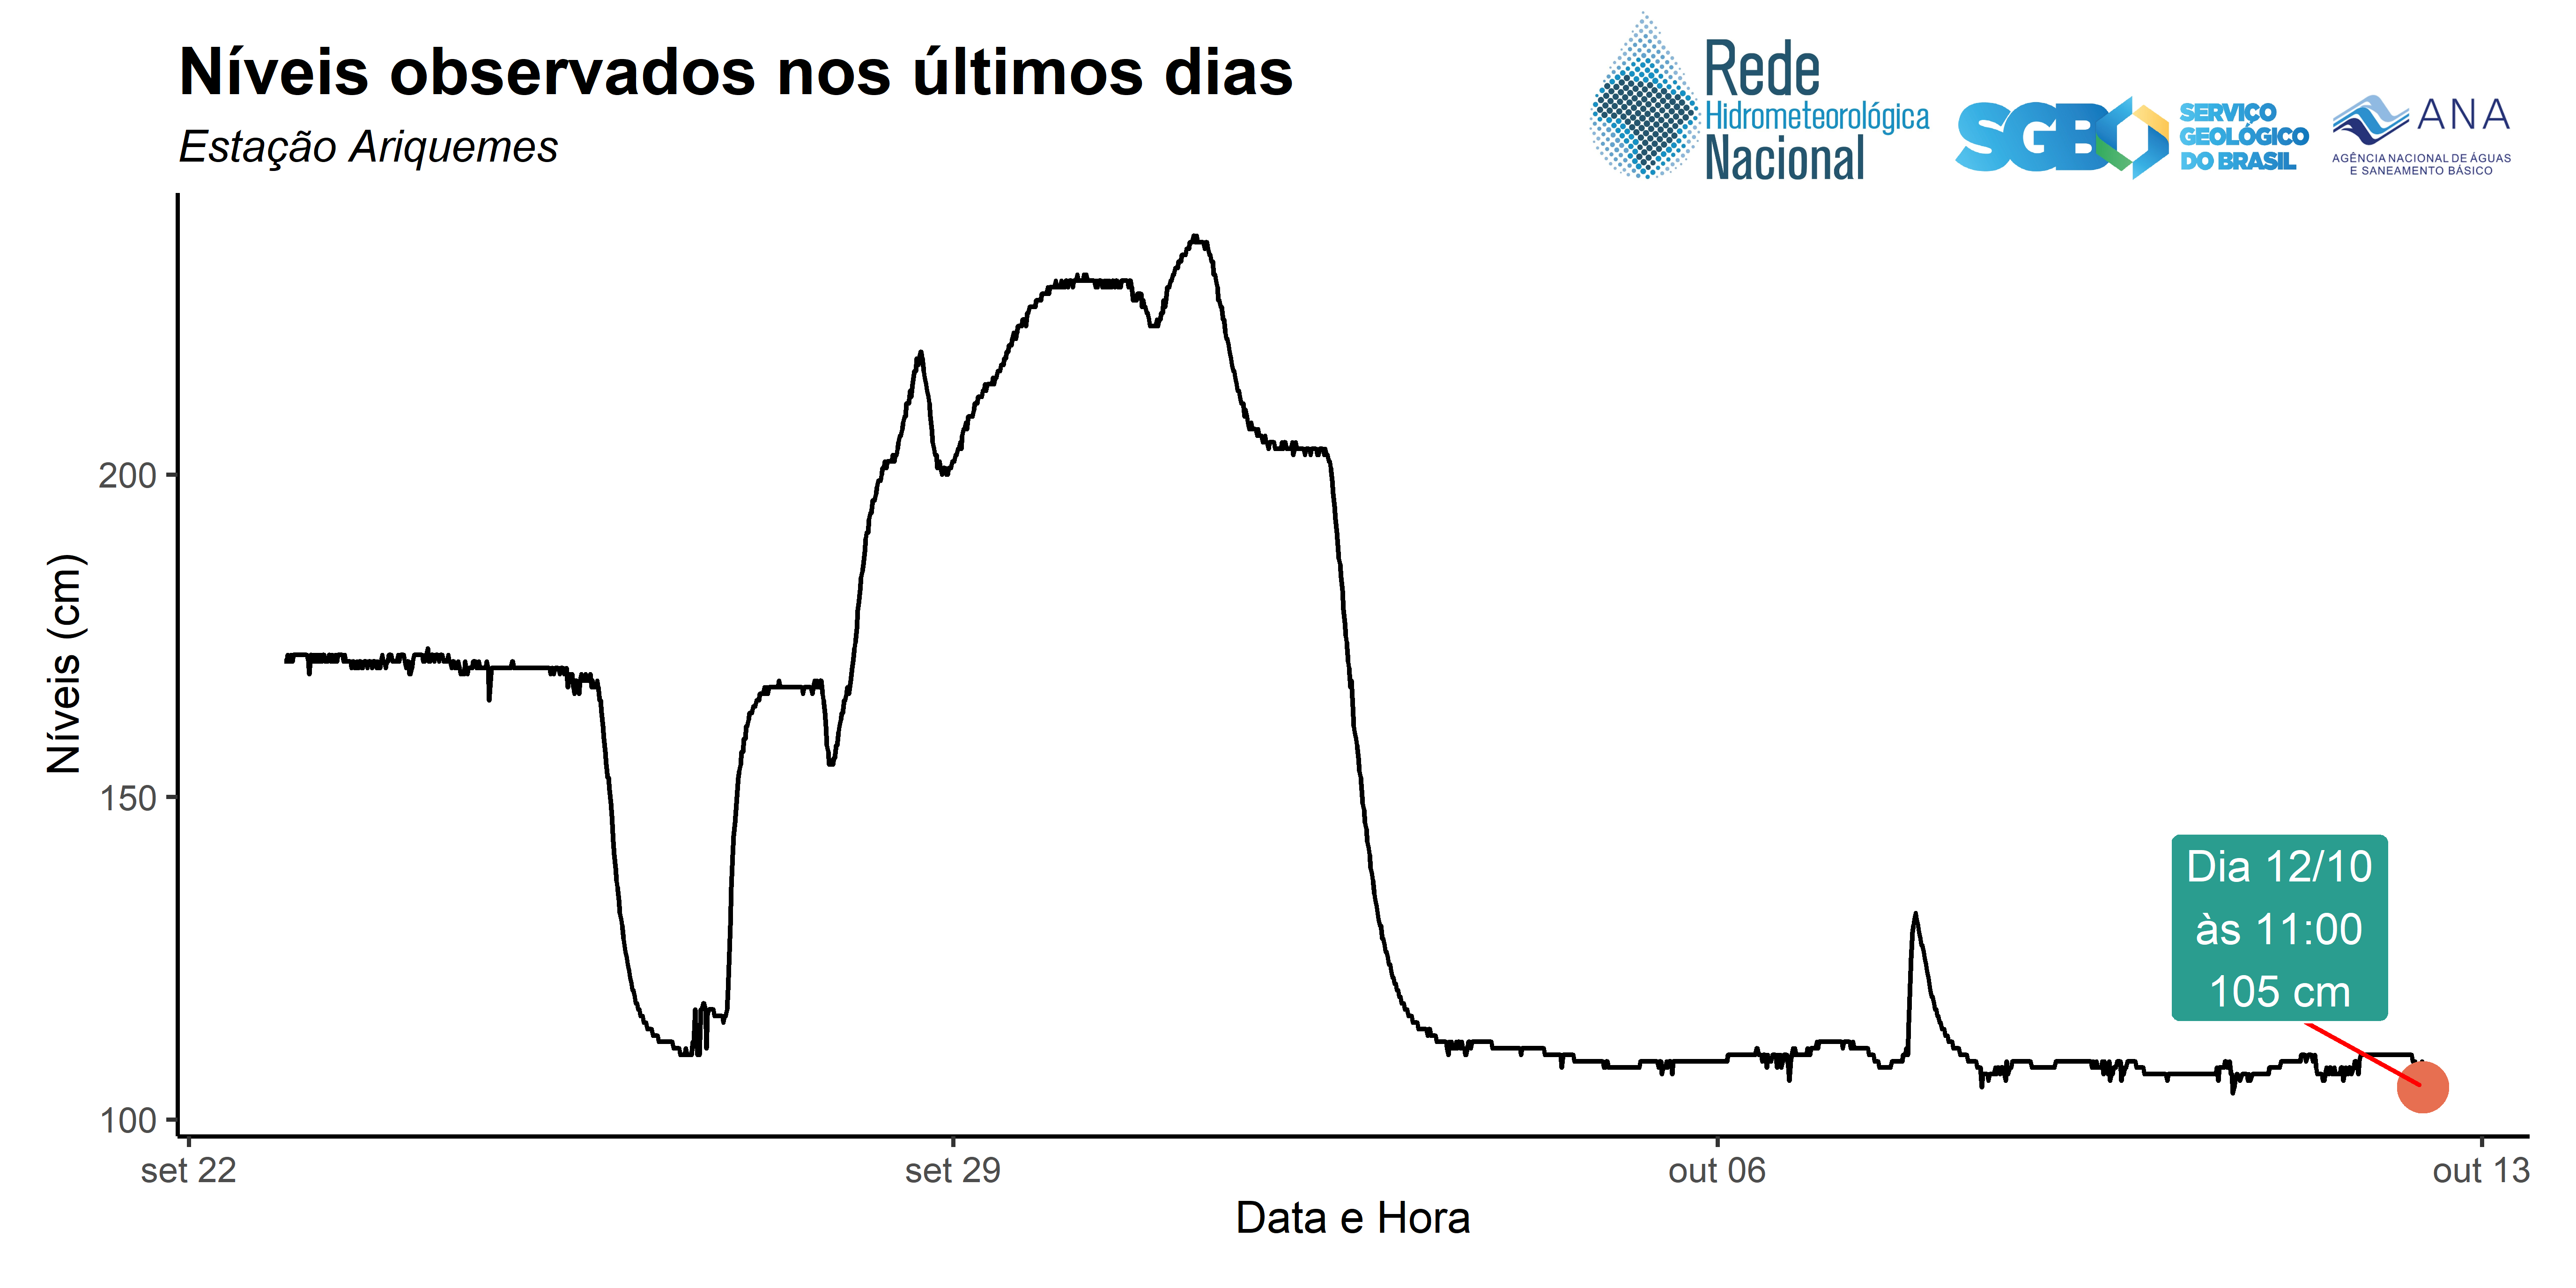 Níveis observados nos últimos dias
Estação Ariquemes
Rede
Hidrometeorológica
Nacional
SGB
SERVIÇO
GEOLÓGICO
DO BRASIL
ANA
AGÊNCIA NACIONAL DE ÁGUAS
E SANEAMENTO BÁSICO
Níveis (cm)
200
150
100
Dia 12/10
às 11:00
105 cm
set 22
set 29
out 06
out 13
Data e Hora